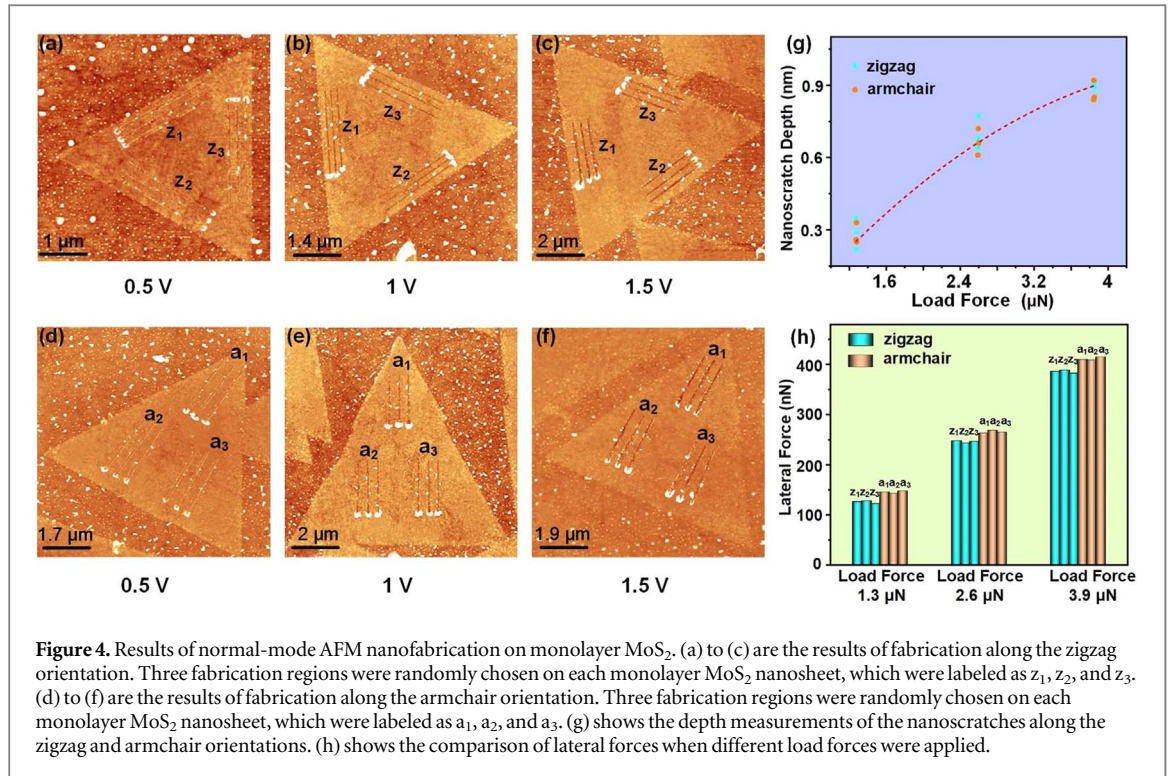 (a)
z₁
z₂
z₃
1 μm
0.5 V
(b)
z₁
z₃
z₂
1.4 μm
1 V
(c)
z₁
z₃
z₂
2 μm
1.5 V
(g)
zigzag
armchair
Nanoscratch Depth (nm)
0.9
0.6
0.3
1.6 2.4 3.2 4
Load Force (μN)
(d)
a₁
a₂
a₃
1.7 μm
0.5 V
(e)
a₁
a₂
a₃
2 μm
1 V
(f)
a₁
a₂
a₃
1.9 μm
1.5 V
(h)
zigzag
armchair
Lateral Force (nN)
400
300
200
100
0
z₁z₂z₃ a₁a₂a₃
z₁z₂z₃ a₁a₂a₃
z₁z₂z₃ a₁a₂a₃
Load Force
1.3 μN
Load Force
2.6 μN
Load Force
3.9 μN
Figure 4. Results of normal-mode AFM nanofabrication on monolayer MoS₂. (a) to (c) are the results of fabrication along the zigzag
orientation. Three fabrication regions were randomly chosen on each monolayer MoS₂ nanosheet, which were labeled as z₁, z₂, and z₃.
(d) to (f) are the results of fabrication along the armchair orientation. Three fabrication regions were randomly chosen on each
monolayer MoS₂ nanosheet, which were labeled as a₁, a₂, and a₃. (g) shows the depth measurements of the nanoscratches along the
zigzag and armchair orientations. (h) shows the comparison of lateral forces when different load forces were applied.